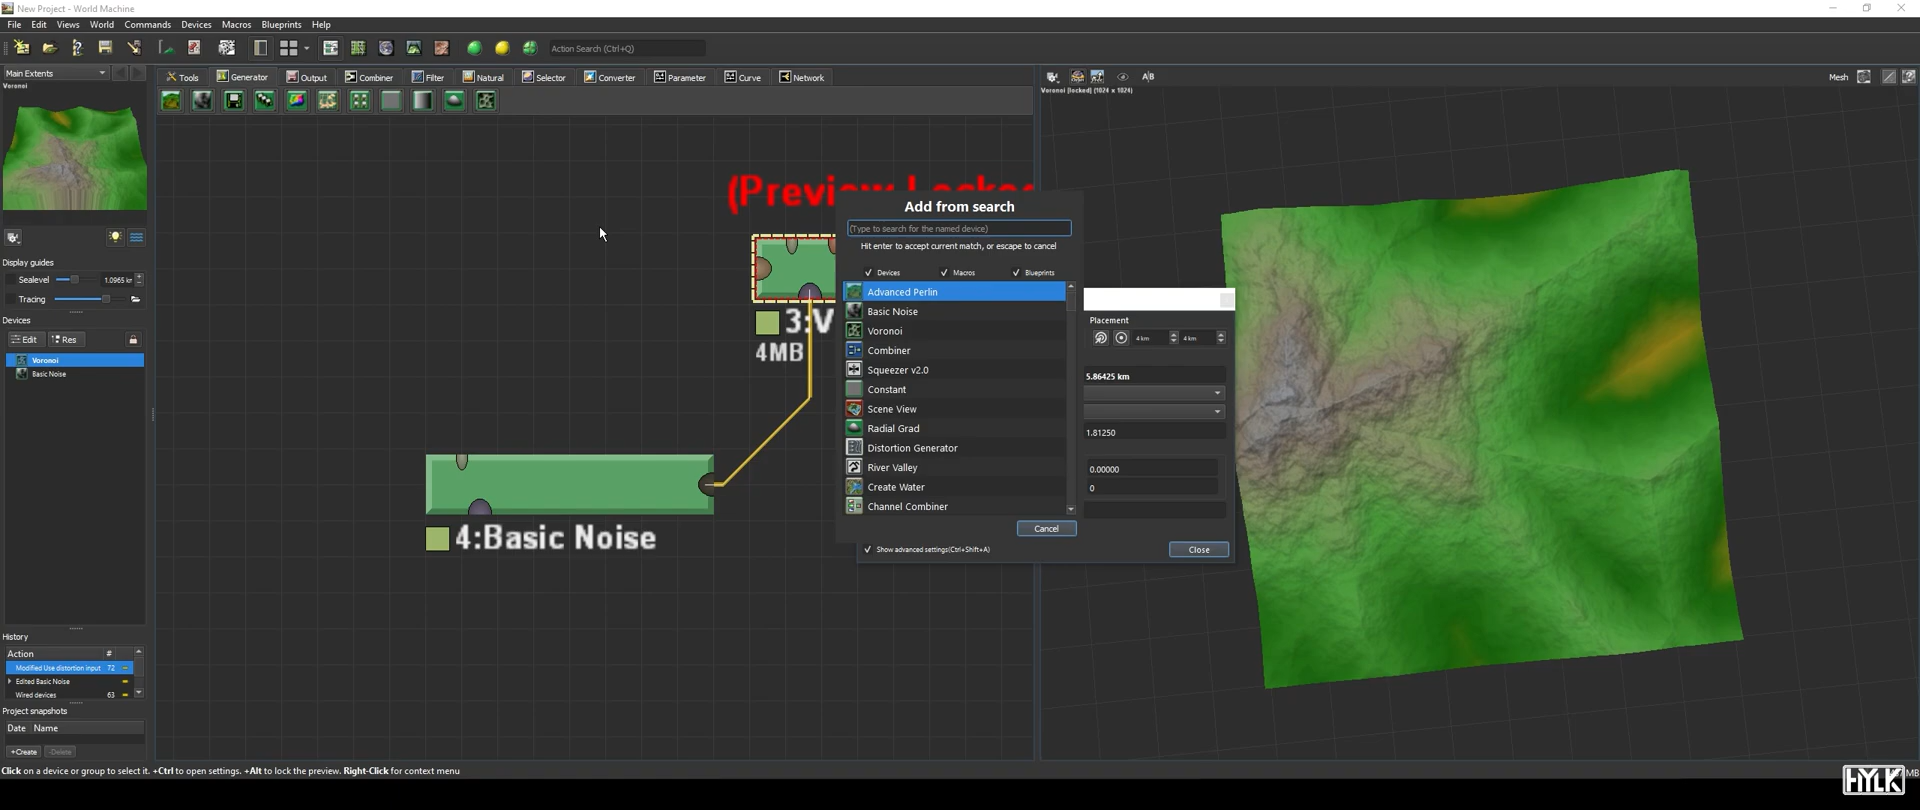 New Project - World Machine
File Edit Views World Commands Devices Macros Blueprints Help
Action Search (Ctrl+Q)
Main Extents
Tools Generator Output Combiner Filter Natural Selector Converter Parameter Curve Network
A|B
Mesh
Voronoi
Voronoi [locked] (1024 x 1024)
(Preview Locked
Add from search
(Type to search for the named device)
Hit enter to accept current match, or escape to cancel
Devices Macros Blueprints
Advanced Perlin
Basic Noise
Voronoi
Combiner
Squeezer v2.0
Constant
Scene View
Radial Grad
Distortion Generator
River Valley
Create Water
Channel Combiner
Cancel
Show advanced settings(Ctrl+Shift+A)
Close
Placement
4 km 4 km
5.86425 km
1.81250
0.00000
0
3:V
4MB
4:Basic Noise
Display guides
Sealevel 1.0965 kr
Tracing
Devices
Edit Res
Voronoi
Basic Noise
History
Action #
Modified Use distortion input 72
Edited Basic Noise
Wired devices 63
Project snapshots
Date Name
+Create -Delete
Click on a device or group to select it. +Ctrl to open settings. +Alt to lock the preview. Right-Click for context menu
HYLK
MB